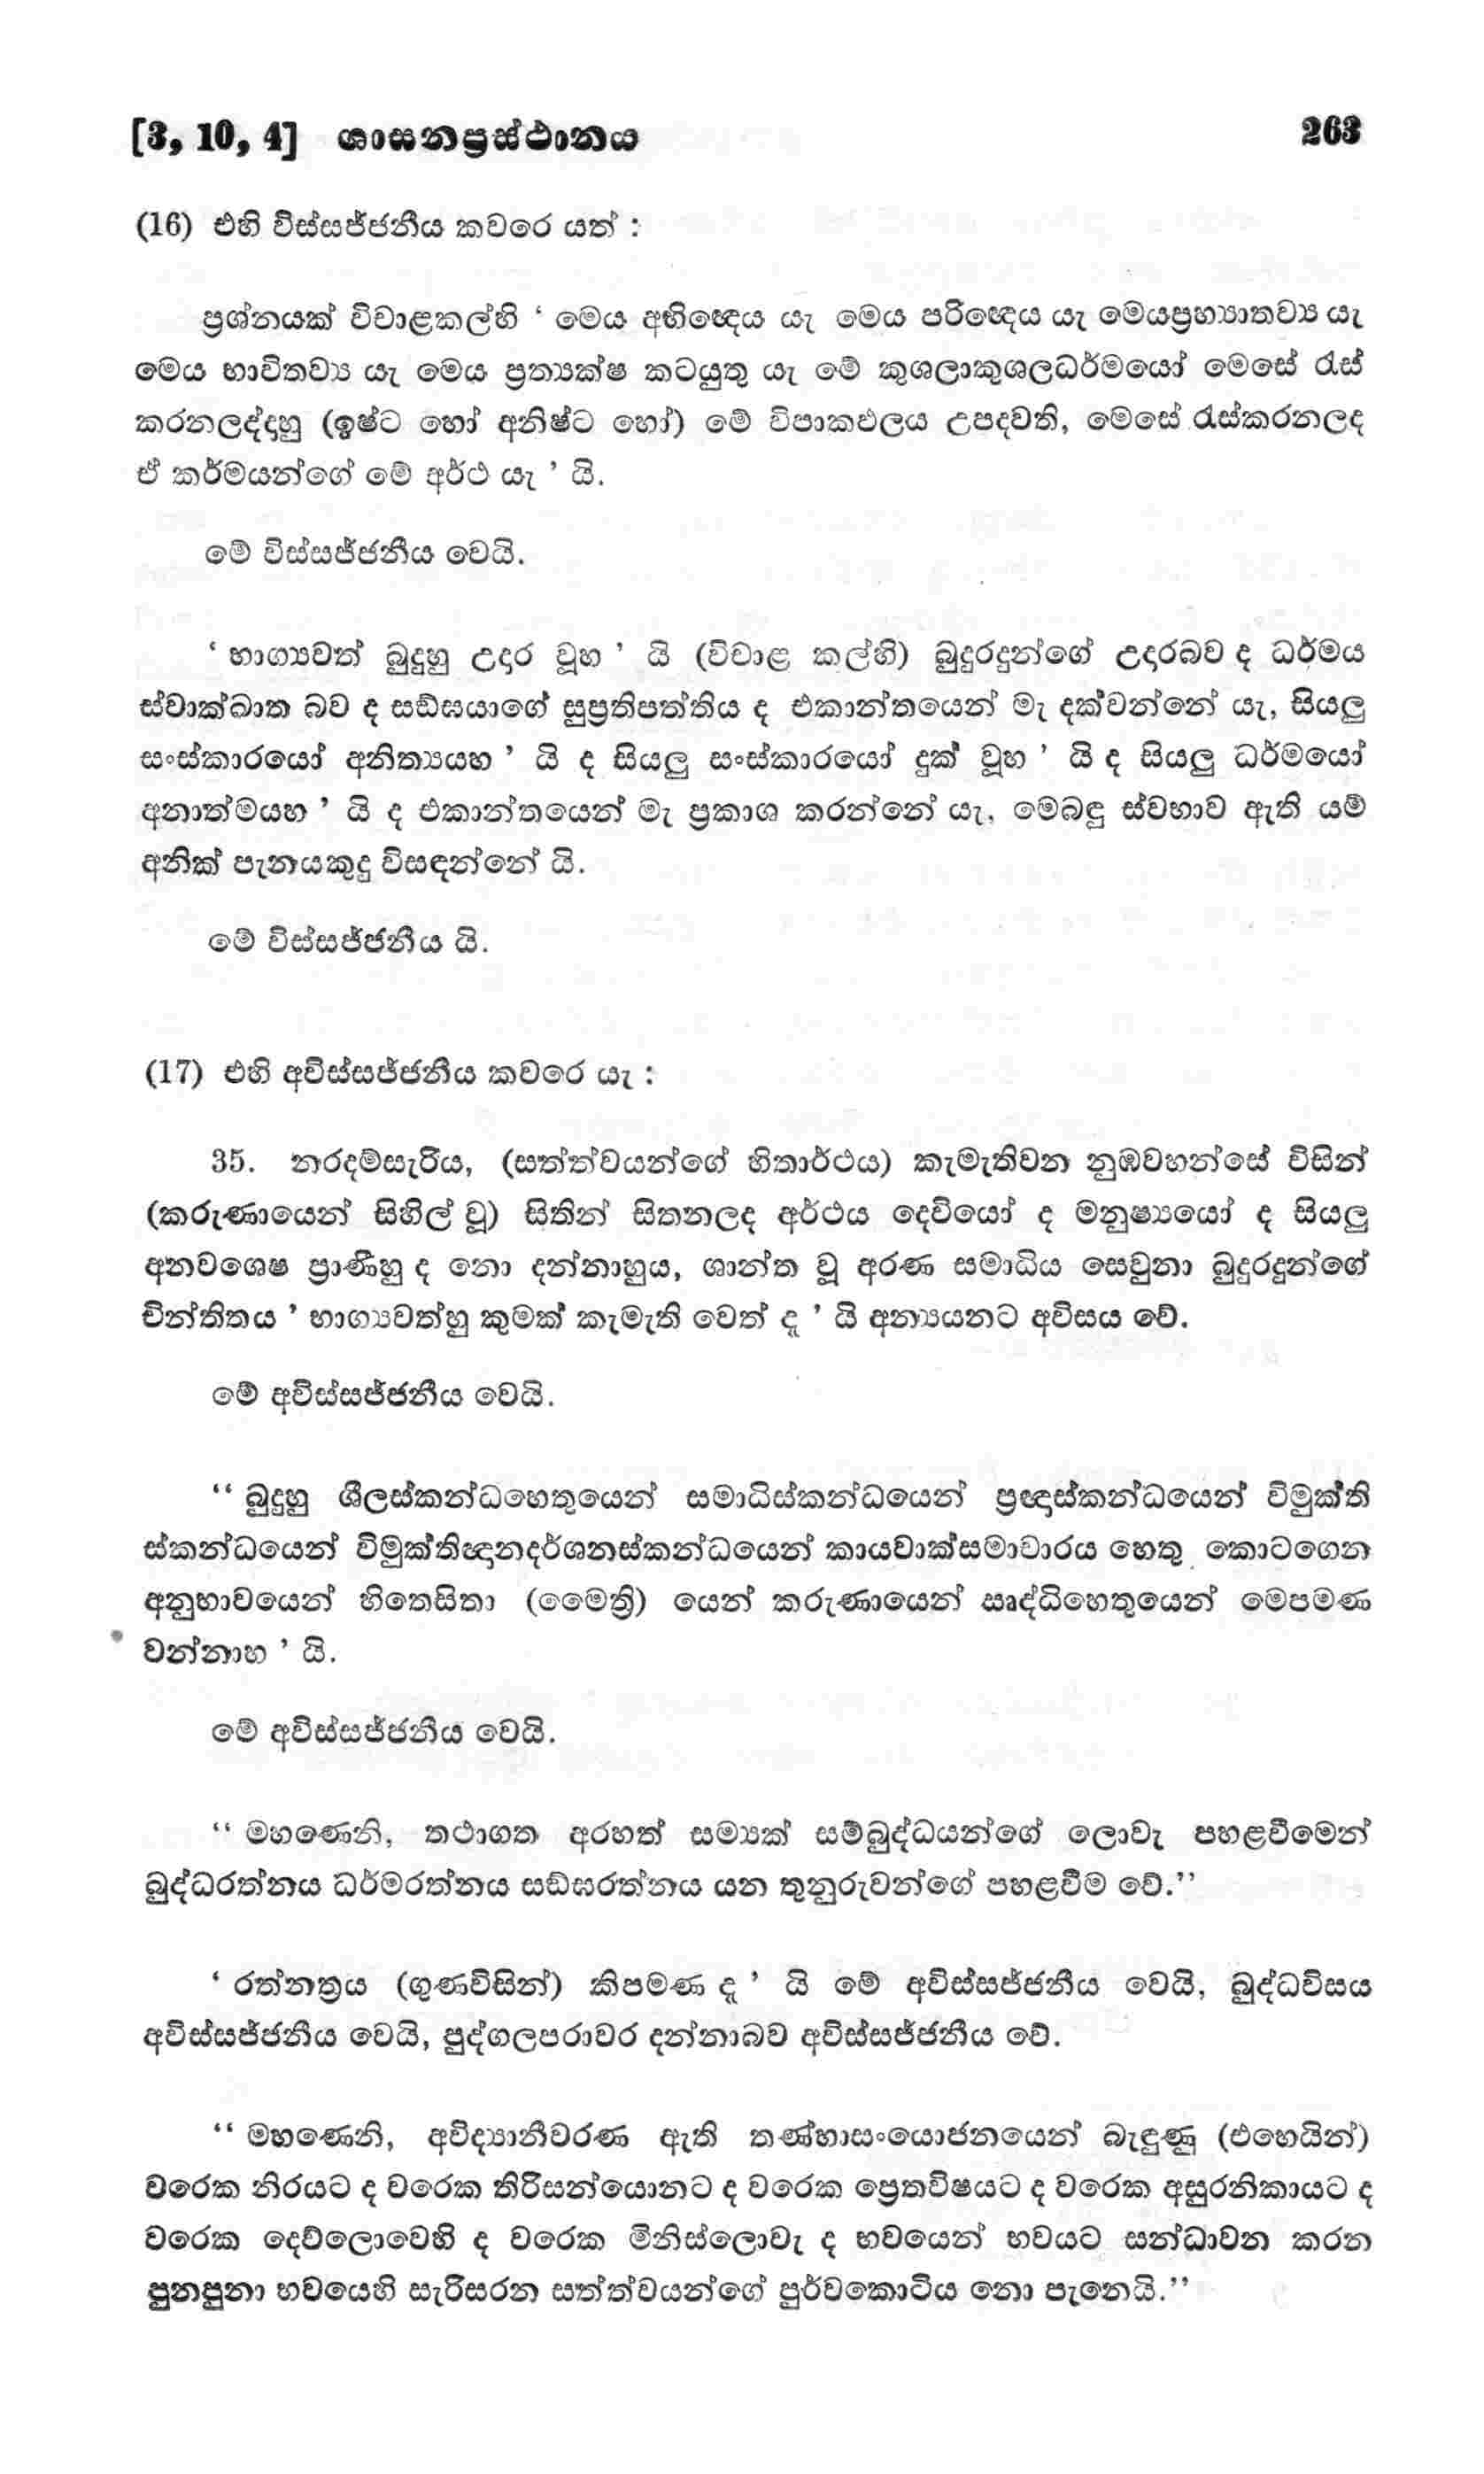 [3, 10, 4] ශාසනප්‍රස්ථානය 263
(16) එහි විස්සජ්ජනීය කවරෙ යත් :
ප්‍රශ්නයක් විචාළකල්හි ‘ මෙය අභිඥෙය යැ මෙය පරිඥෙය යැ මෙයප්‍රහ්‍යාතව්‍ය යැ
මෙය භාවිතව්‍ය යැ මෙය ප්‍රත්‍යක්ෂ කටයුතු යැ මේ කුශලාකුශලධර්මයෝ මෙසේ රැස්
කරනලද්දාහු (ඉෂ්ට හෝ අනිෂ්ට හෝ) මේ විපාකඵලය උපදවති, මෙසේ රැස්කරනලද
ඒ කර්මයන්ගේ මේ අර්ථ යැ ’ යි.
මේ විස්සජ්ජනීය වෙයි.
‘ භාග්‍යවත් බුදුහු උදාර වූහ ’ යි (විචාළ කල්හි) බුදුරදුන්ගේ උදාරබව ද ධර්මය
ස්වාක්ඛාත බව ද සඞ්ඝයාගේ සුප්‍රතිපත්තිය ද එකාන්තයෙන් මැ දක්වන්නේ යැ, සියලු
සංස්කාරයෝ අනිත්‍යයහ ’ යි ද සියලු සංස්කාරයෝ දුක් වූහ ’ යි ද සියලු ධර්මයෝ
අනාත්මයහ ’ යි ද එකාන්තයෙන් මැ ප්‍රකාශ කරන්නේ යැ, මෙබඳු ස්වභාව ඇති යම්
අනික් පැනයකුදු විසඳන්නේ යි.
මේ විස්සජ්ජනීය යි.
(17) එහි අවිස්සජ්ජනීය කවරෙ යැ :
35. නරදම්සැරිය, (සත්ත්වයන්ගේ හිතාර්ථය) කැමැතිවන නුඹවහන්සේ විසින්
(කරුණායෙන් සිහිල් වූ) සිතින් සිතනලද අර්ථය දෙවියෝ ද මනුෂ්‍යයෝ ද සියලු
අනවශෙෂ ප්‍රාණීහු ද නො දන්නාහුය, ශාන්ත වූ අරණ සමාධිය සෙවුනා බුදුරදුන්ගේ
චින්තිතය ’ භාග්‍යවත්හු කුමක් කැමැති වෙත් ද ’ යි අන්‍යයනට අවිසය වේ.
මේ අවිස්සජ්ජනීය වෙයි.
‘‘ බුදුහු ශීලස්කන්ධහෙතුයෙන් සමාධිස්කන්ධයෙන් ප්‍රඥාස්කන්ධයෙන් විමුක්ති
ස්කන්ධයෙන් විමුක්තිඥානදර්ශනස්කන්ධයෙන් කායවාක්සමාචාරය හෙතු කොටගෙන
අනුභාවයෙන් හිතෙසිතා (මෛත්‍රි) යෙන් කරුණායෙන් ඍද්ධිහෙතුයෙන් මෙපමණ
වන්නාහ ’ යි.
මේ අවිස්සජ්ජනීය වෙයි.
‘‘ මහණෙනි, තථාගත අරහත් සම්‍යක් සම්බුද්ධයන්ගේ ලොවැ පහළවීමෙන්
බුද්ධරත්නය ධර්මරත්නය සඞ්ඝරත්නය යන තුනුරුවන්ගේ පහළවීම වේ.’’
‘ රත්නත්‍රය (ගුණවිසින්) කිපමණ ද ’ යි මේ අවිස්සජ්ජනීය වෙයි, බුද්ධවිසය
අවිස්සජ්ජනීය වෙයි, පුද්ගලපරාවර දන්නාබව අවිස්සජ්ජනීය වේ.
‘‘ මහණෙනි, අවිද්‍යානීවරණ ඇති තණ්හාසංයොජනයෙන් බැඳුණු (එහෙයින්)
වරෙක නිරයට ද වරෙක තිරිසන්යොනට ද වරෙක ප්‍රෙතවිෂයට ද වරෙක අසුරනිකායට ද
වරෙක දෙව්ලොවෙහි ද වරෙක මිනිස්ලොවැ ද භවයෙන් භවයට සන්ධාවන කරන
පුනපුනා භවයෙහි සැරිසරන සත්ත්වයන්ගේ පුර්වකොටිය නො පැනෙයි.’’